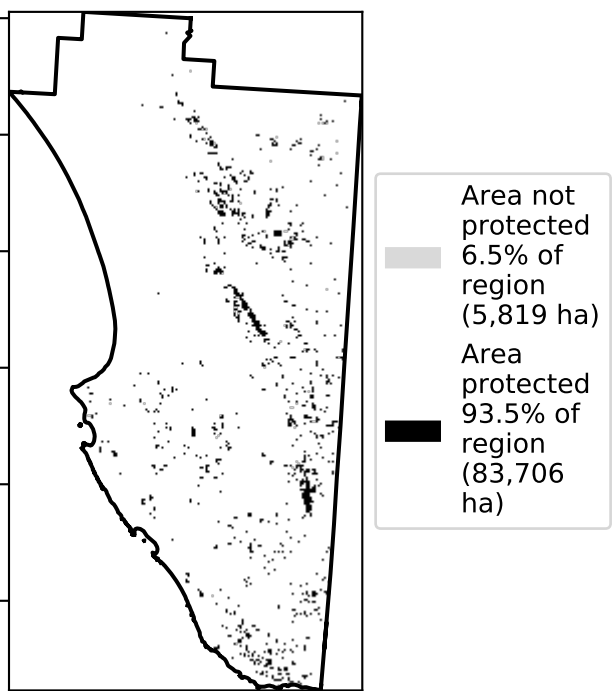 Area not
protected
6.5% of
region
(5,819 ha)
Area
protected
93.5% of
region
(83,706
ha)